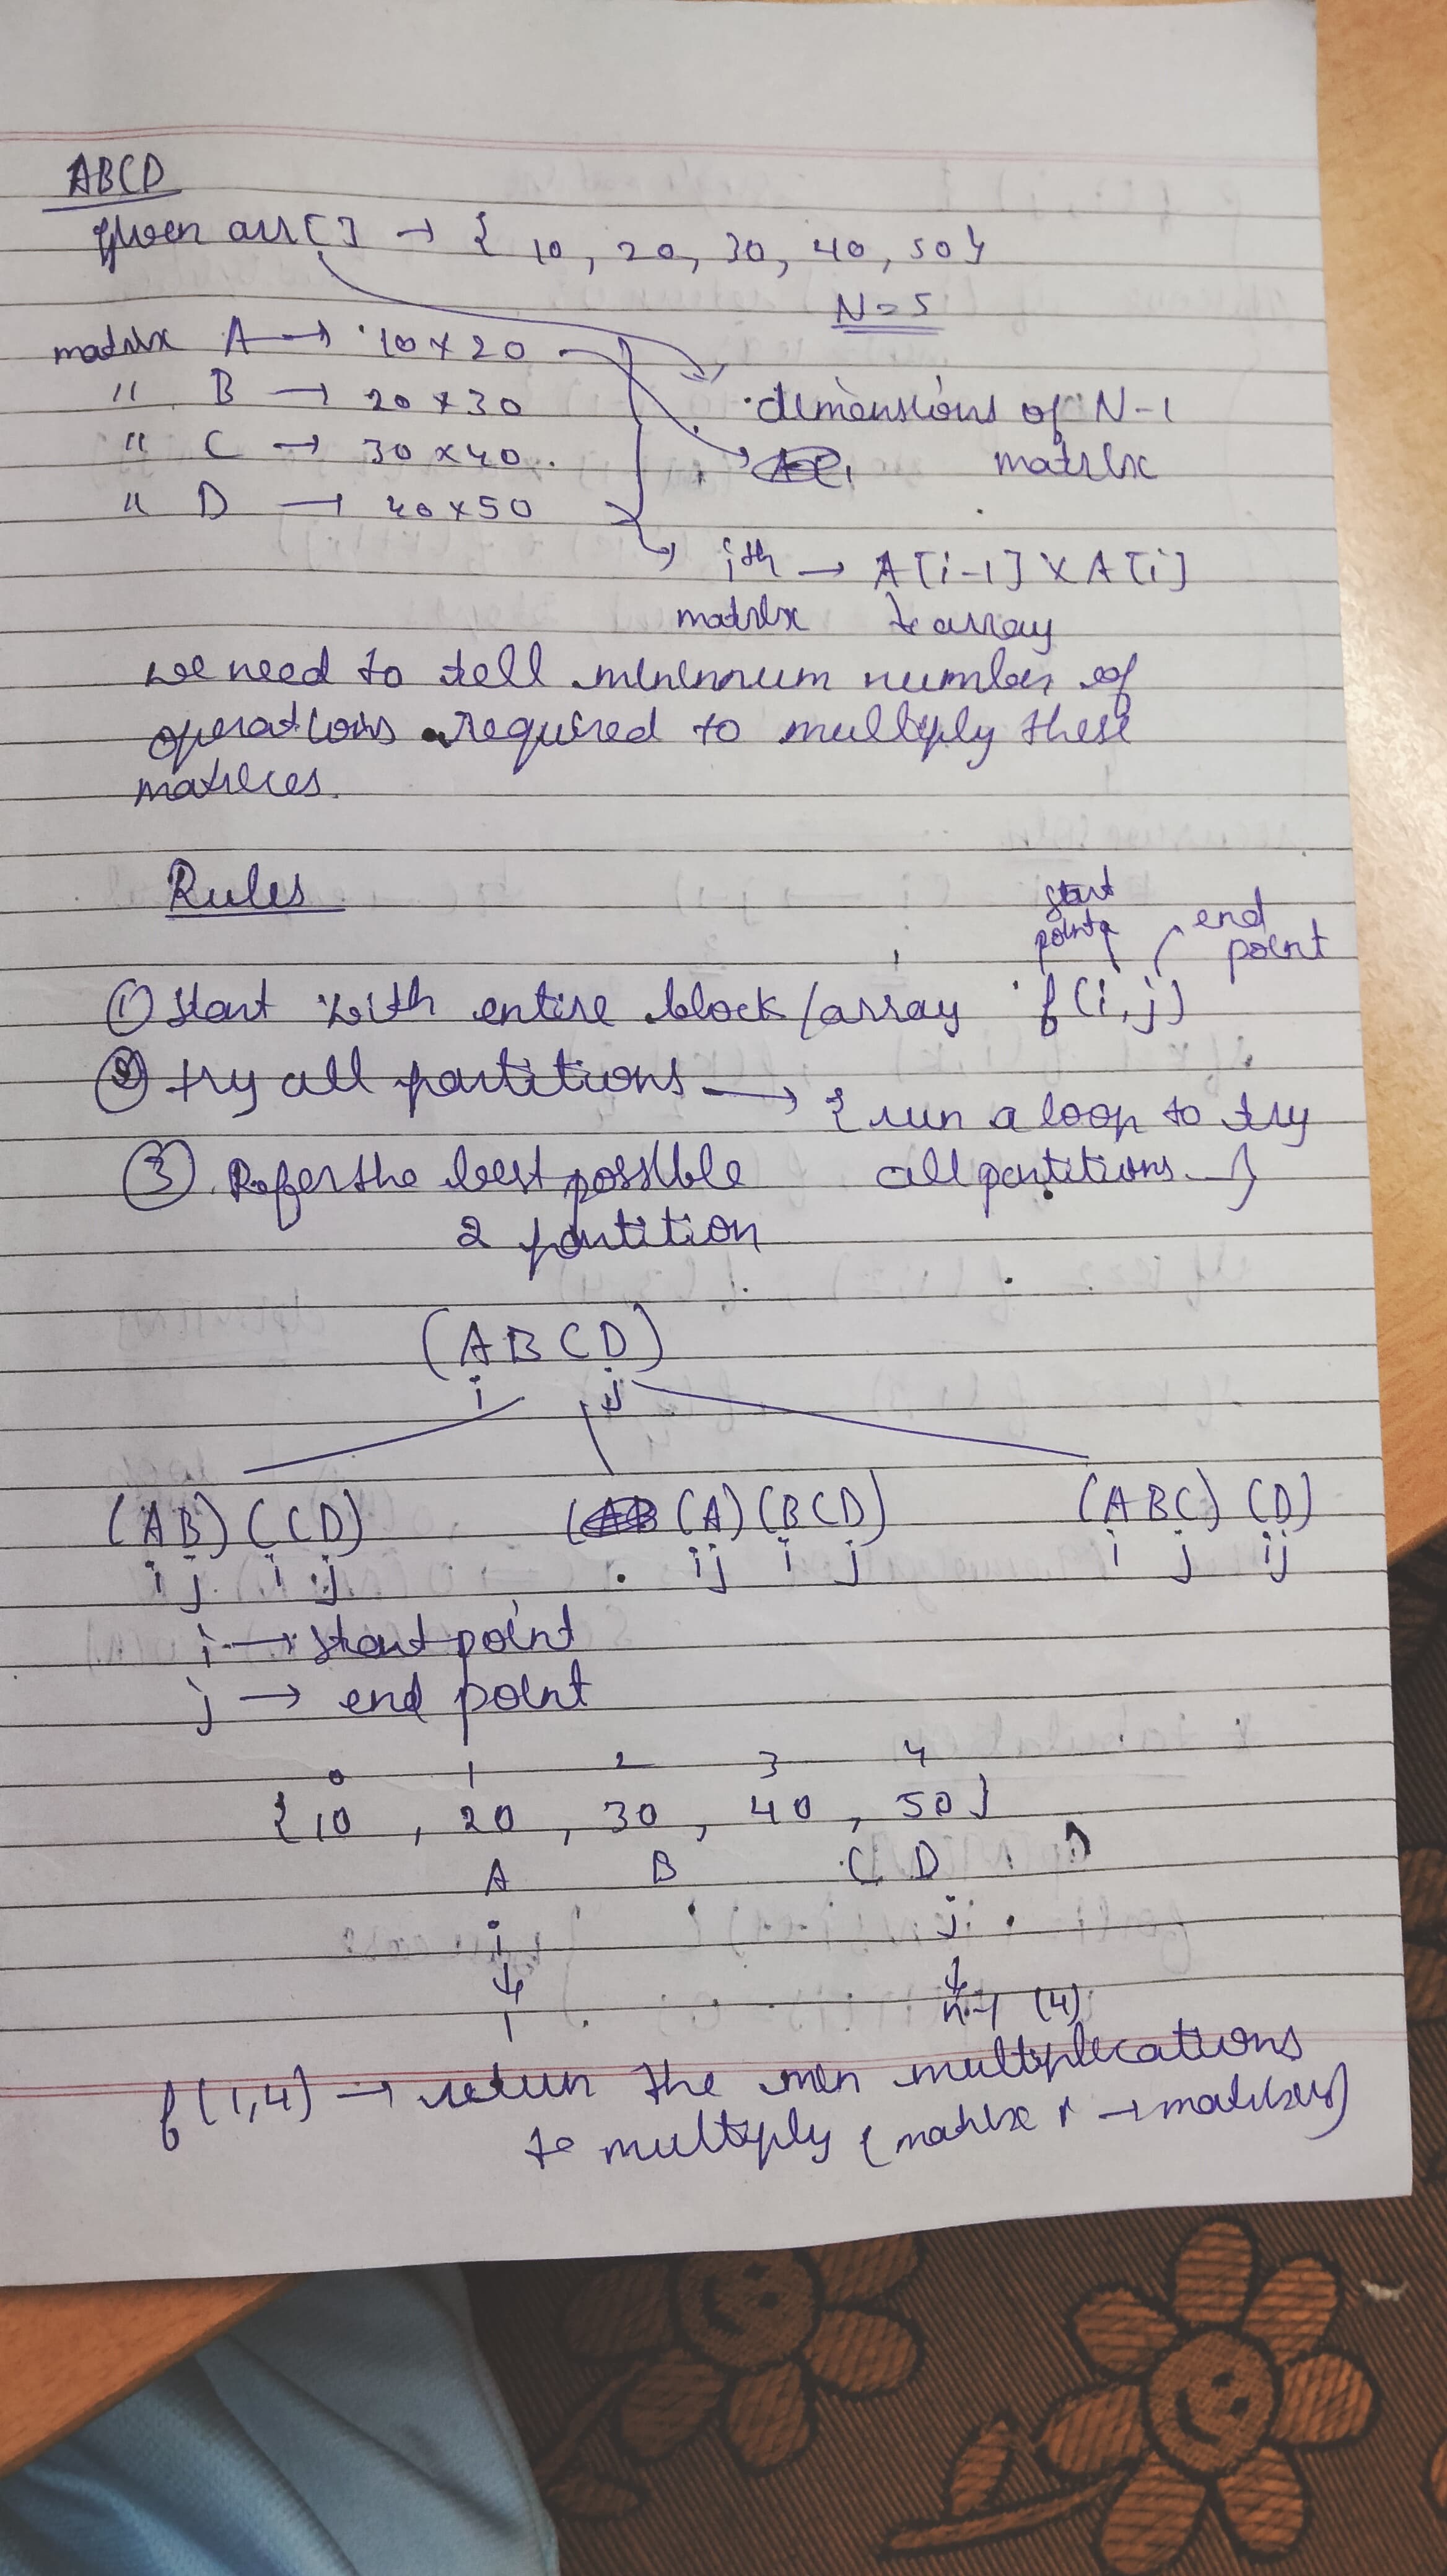 ABCD
Given arr[] → { 10, 20, 30, 40, 50}
N=5
matrix A → 10 x 20
" B → 20 x 30
dimensions of N-1
" C → 30 x 40
matrix
" D → 40 x 50
ith → A[i-1] x A[i]
matrix ↳ array
we need to tell minimum number of
operations required to multiply these
matrices.
Rules
start point
end point
① start with entire block/array f(i,j)
② try all partitions → { run a loop to try
all partitions }
③ the best possible
2 partition
(ABCD)
i j
(AB)(CD) (A)(BCD) (ABC)(D)
i j i j ij i j i j ij
i → start point
j → end point
0 1 2 3 4
{10, 20, 30, 40, 50}
A B C D
i j
↓ ↓
1 n-1 (4)
f(1,4) → return the min multiplications
to multiply (matrix 1 →